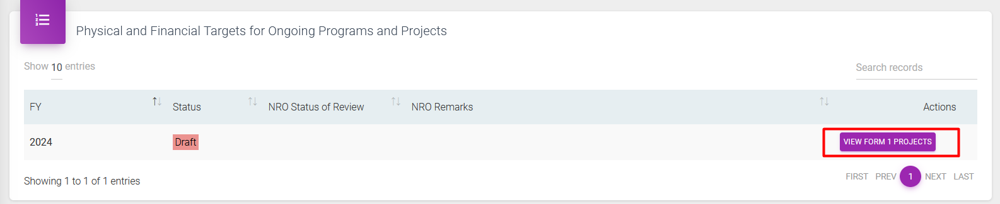 Physical and Financial Targets for Ongoing Programs and Projects
Show 10 entries
Search records
FY Status NRO Status of Review NRO Remarks Actions
2024 Draft VIEW FORM 1 PROJECTS
Showing 1 to 1 of 1 entries
FIRST PREV 1 NEXT LAST